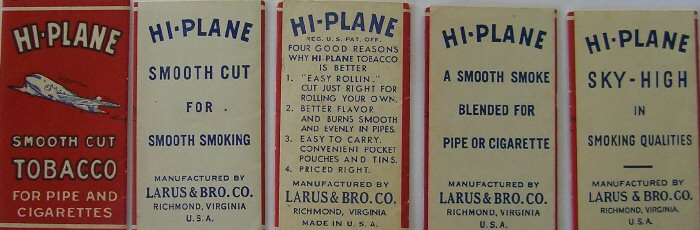 HI-PLANE
SMOOTH CUT
TOBACCO
FOR PIPE AND
CIGARETTES
HI-PLANE
SMOOTH CUT
FOR
SMOOTH SMOKING
MANUFACTURED BY
LARUS & BRO. CO.
RICHMOND, VIRGINIA
U.S.A.
HI-PLANE
REG. U.S. PAT. OFF.
FOUR GOOD REASONS
WHY HI-PLANE TOBACCO
IS BETTER
1. "EASY ROLLIN,"
CUT JUST RIGHT FOR
ROLLING YOUR OWN.
2. BETTER FLAVOR
AND BURNS SMOOTH
AND EVENLY IN PIPES.
3. EASY TO CARRY.
CONVENIENT POCKET
POUCHES AND TINS.
4. PRICED RIGHT.
MANUFACTURED BY
LARUS & BRO. CO.
RICHMOND, VIRGINIA
MADE IN U.S.A.
HI-PLANE
A SMOOTH SMOKE
BLENDED FOR
PIPE OR CIGARETTE
MANUFACTURED BY
LARUS & BRO. CO.
RICHMOND, VIRGINIA
U.S.A.
HI-PLANE
SKY-HIGH
IN
SMOKING QUALITIES
MANUFACTURED BY
LARUS & BRO. CO.
RICHMOND, VIRGINIA
U.S.A.